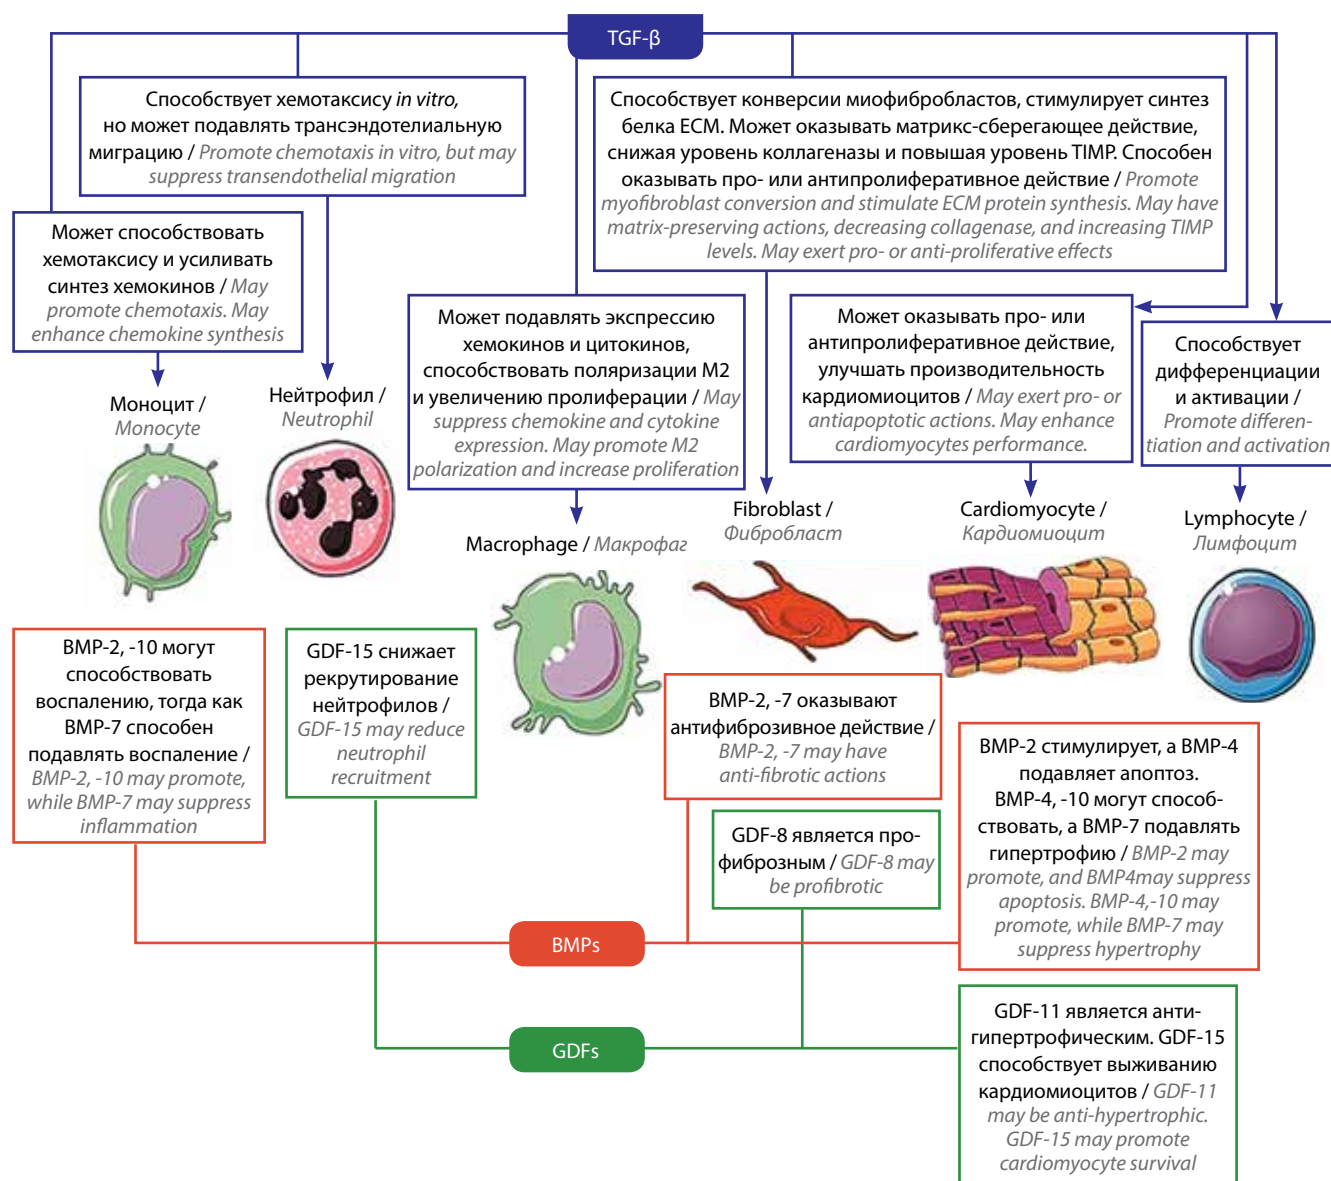 TGF-β
Способствует хемотаксису in vitro,
но может подавлять трансэндотелиальную
миграцию / Promote chemotaxis in vitro, but may
suppress transendothelial migration
Способствует конверсии миофибробластов, стимулирует синтез
белка ECM. Может оказывать матрикс-сберегающее действие,
снижая уровень коллагеназы и повышая уровень TIMP. Способен
оказывать про- или антипролиферативное действие / Promote
myofibroblast conversion and stimulate ECM protein synthesis. May have
matrix-preserving actions, decreasing collagenase, and increasing TIMP
levels. May exert pro- or anti-proliferative effects
Может способствовать
хемотаксису и усиливать
синтез хемокинов / May
promote chemotaxis. May
enhance chemokine synthesis
Может подавлять экспрессию
хемокинов и цитокинов,
способствовать поляризации M2
и увеличению пролиферации / May
suppress chemokine and cytokine
expression. May promote M2
polarization and increase proliferation
Может оказывать про- или
антипролиферативное действие,
улучшать производительность
кардиомиоцитов / May exert pro- or
antiapoptotic actions. May enhance
cardiomyocytes performance.
Способствует
дифференциации
и активации /
Promote differen-
tiation and activation
Моноцит /
Monocyte
Нейтрофил /
Neutrophil
Macrophage / Макрофаг
Fibroblast /
Фибробласт
Cardiomyocyte /
Кардиомиоцит
Lymphocyte /
Лимфоцит
BMP-2, -10 могут
способствовать
воспалению, тогда как
BMP-7 способен
подавлять воспаление /
BMP-2, -10 may promote,
while BMP-7 may suppress
inflammation
GDF-15 снижает
рекрутирование
нейтрофилов /
GDF-15 may reduce
neutrophil
recruitment
BMP-2, -7 оказывают
антифиброзивное действие /
BMP-2, -7 may have
anti-fibrotic actions
GDF-8 является про-
фиброзным / GDF-8 may
be profibrotic
BMP-2 стимулирует, а BMP-4
подавляет апоптоз.
BMP-4, -10 могут способ-
ствовать, а BMP-7 подавлять
гипертрофию / BMP-2 may
promote, and BMP4may suppress
apoptosis. BMP-4,-10 may
promote, while BMP-7 may
suppress hypertrophy
BMPs
GDFs
GDF-11 является анти-
гипертрофическим. GDF-15
способствует выживанию
кардиомиоцитов / GDF-11
may be anti-hypertrophic.
GDF-15 may promote
cardiomyocyte survival